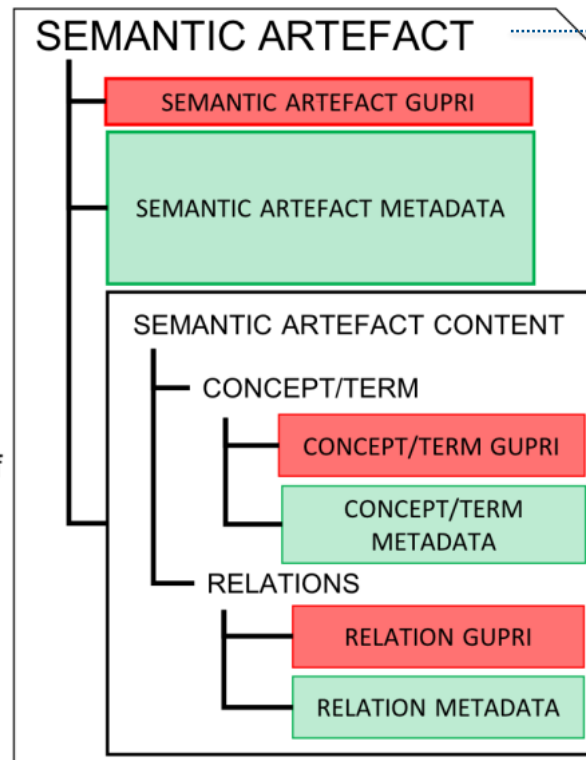 SEMANTIC ARTEFACT
SEMANTIC ARTEFACT GUPRI
SEMANTIC ARTEFACT METADATA
SEMANTIC ARTEFACT CONTENT
CONCEPT/TERM
CONCEPT/TERM GUPRI
CONCEPT/TERM
METADATA
RELATIONS
RELATION GUPRI
RELATION METADATA